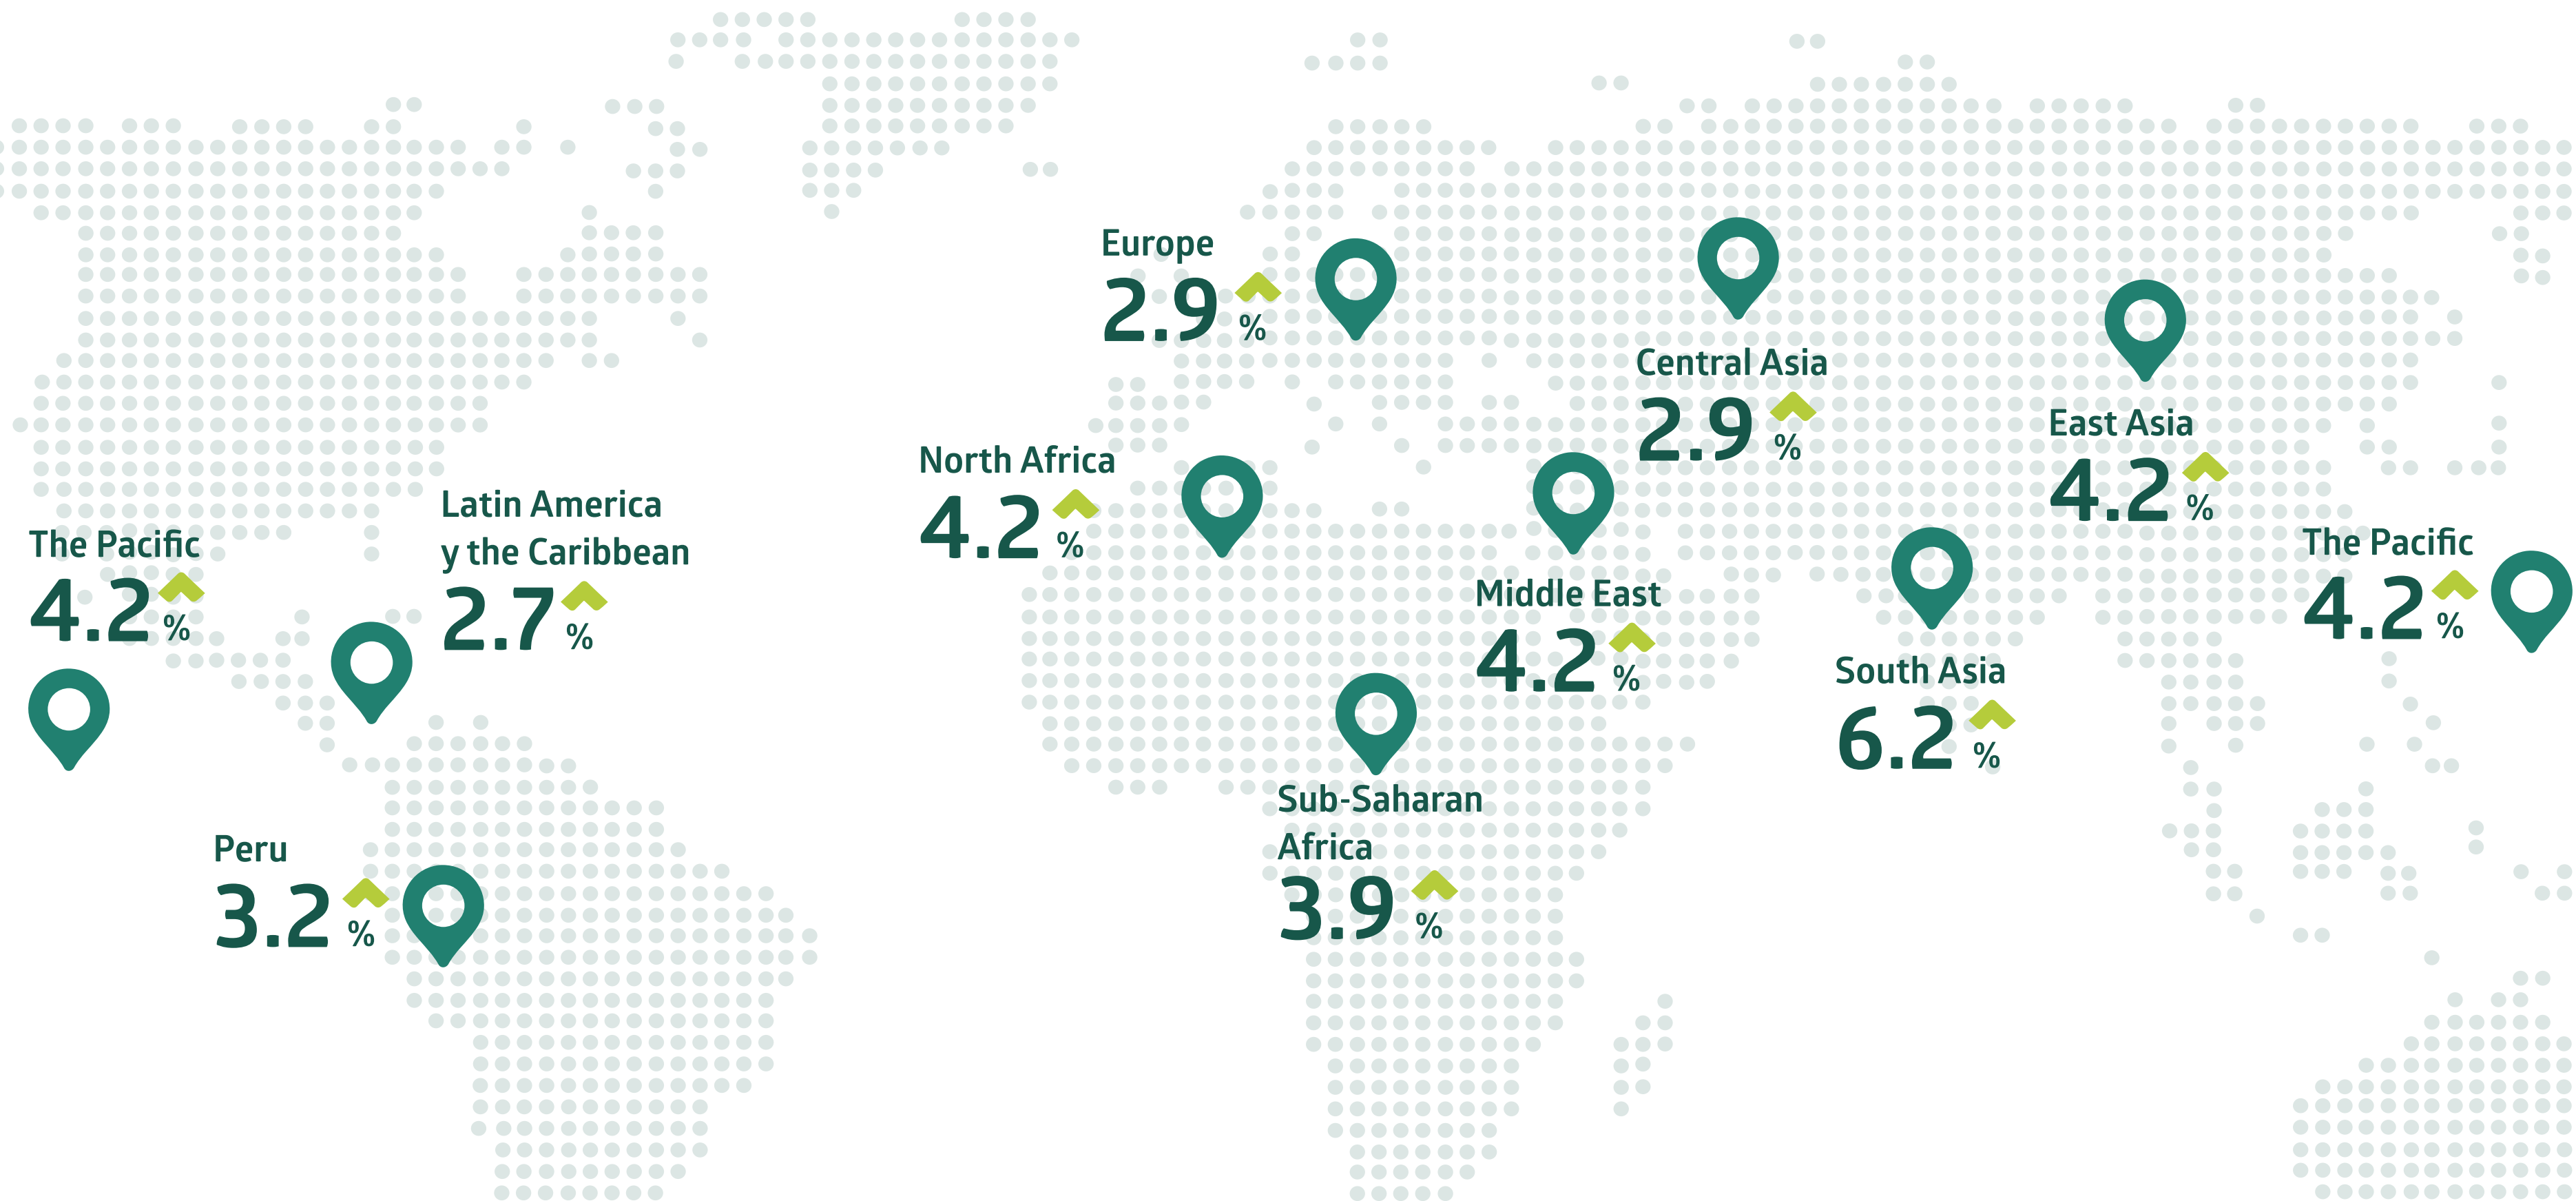 Europe
2.9
%
Central Asia
2.9
%
East Asia
4.2
%
North Africa
4.2
%
Latin America
y the Caribbean
2.7
%
The Pacific
4.2
%
The Pacific
4.2
%
Middle East
4.2
%
South Asia
6.2
%
Sub-Saharan
Africa
3.9
%
Peru
3.2
%